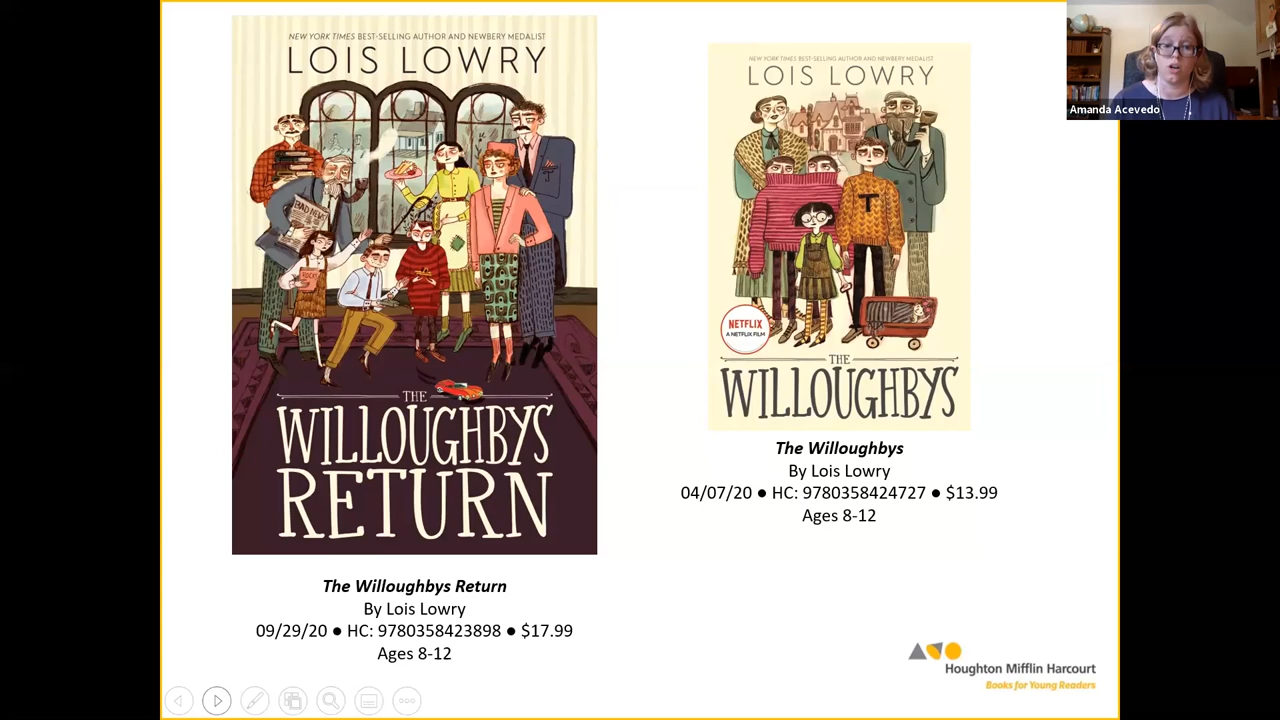 NEW YORK TIMES BEST-SELLING AUTHOR AND NEWBERY MEDALIST
LOIS LOWRY
BAD NEWS
THE
WILLOUGHBYS
RETURN
The Willoughbys Return
By Lois Lowry
09/29/20 ● HC: 9780358423898 ● $17.99
Ages 8-12
NEW YORK TIMES BEST-SELLING AUTHOR AND NEWBERY MEDALIST
LOIS LOWRY
T
NETFLIX
A NETFLIX FILM
THE
WILLOUGHBYS
The Willoughbys
By Lois Lowry
04/07/20 ● HC: 9780358424727 ● $13.99
Ages 8-12
Amanda Acevedo
Houghton Mifflin Harcourt
Books for Young Readers